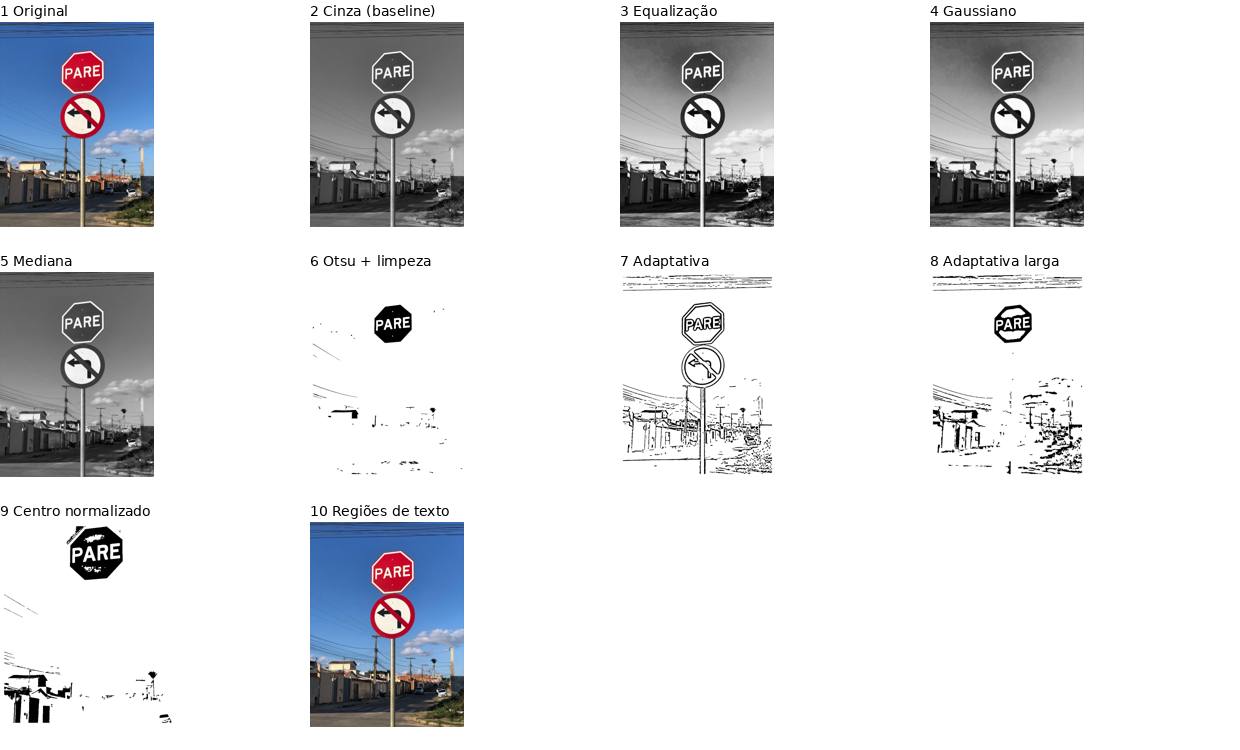 1 Original
2 Cinza (baseline)
3 Equalização
4 Gaussiano
PARE
PARE
PARE
PARE
5 Mediana
6 Otsu + limpeza
7 Adaptativa
8 Adaptativa larga
PARE
PARE
PARE
PARE
9 Centro normalizado
10 Regiões de texto
PARE
PARE